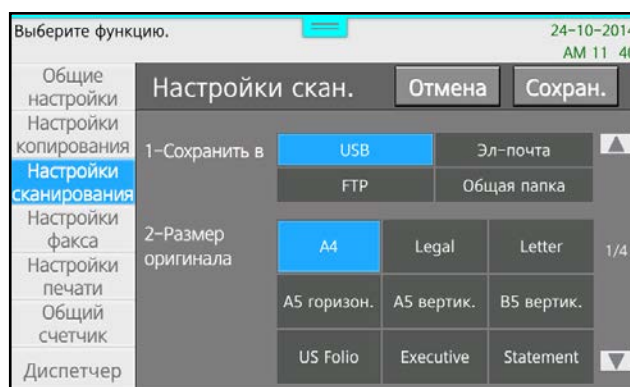 Выберите функцию.
24-10-2014
AM 11 40
Общие
настройки
Настройки
копирования
Настройки
сканирования
Настройки
факса
Настройки
печати
Общий
счетчик
Диспетчер
Настройки скан.
Отмена
Сохран.
1-Сохранить в
USB
Эл-почта
FTP
Общая папка
2-Размер
оригинала
A4
Legal
Letter
A5 горизон.
A5 вертик.
B5 вертик.
US Folio
Executive
Statement
1/4